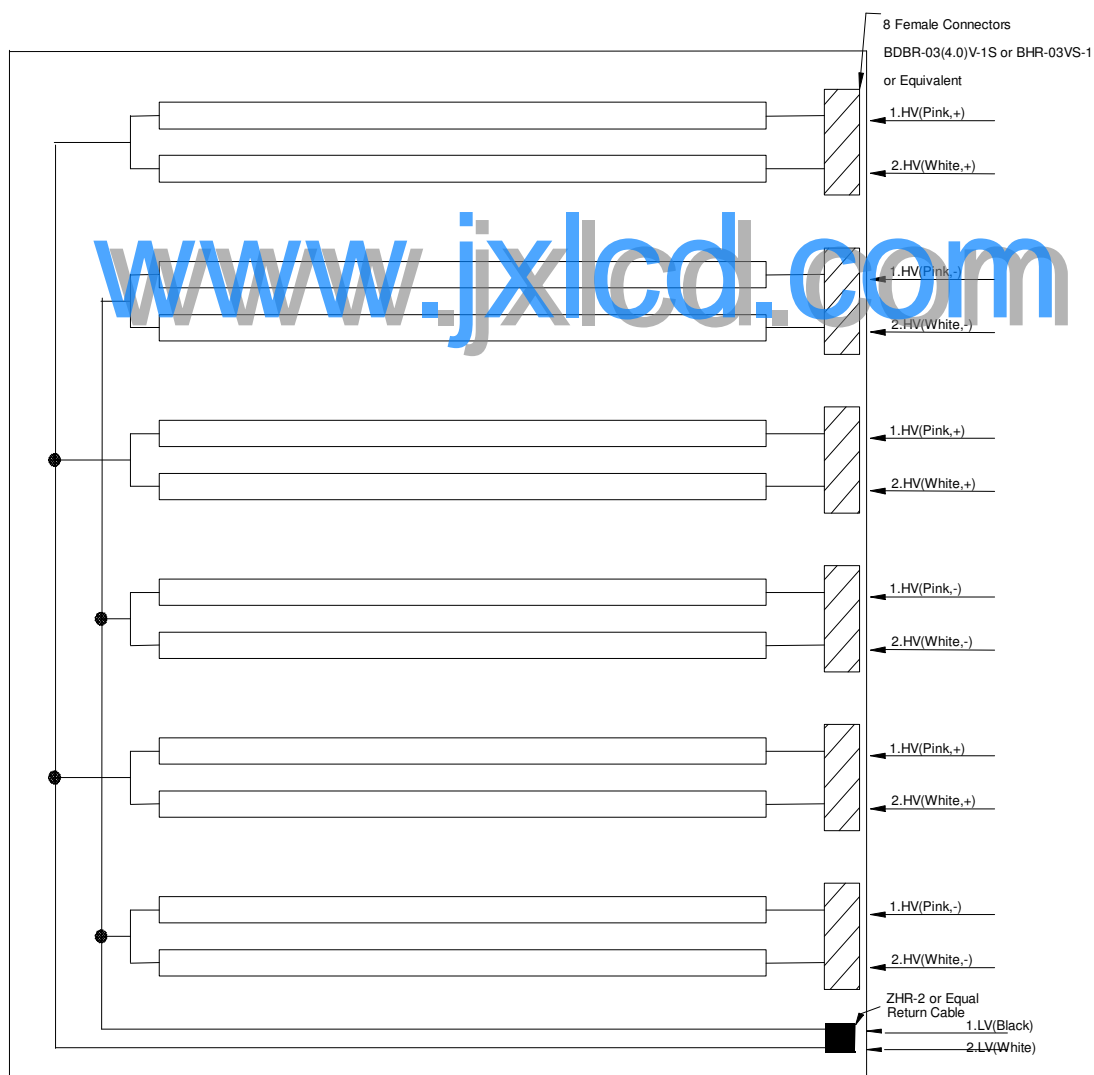 8 Female Connectors
BDBR-03(4.0)V-1S or BHR-03VS-1
or Equivalent
1.HV(Pink,+)
2.HV(White,+)
www.jxlcd.com
1.HV(Pink,-)
2.HV(White,-)
1.HV(Pink,+)
2.HV(White,+)
1.HV(Pink,-)
2.HV(White,-)
1.HV(Pink,+)
2.HV(White,+)
1.HV(Pink,-)
2.HV(White,-)
ZHR-2 or Equal
Return Cable
1.LV(Black)
2.LV(White)